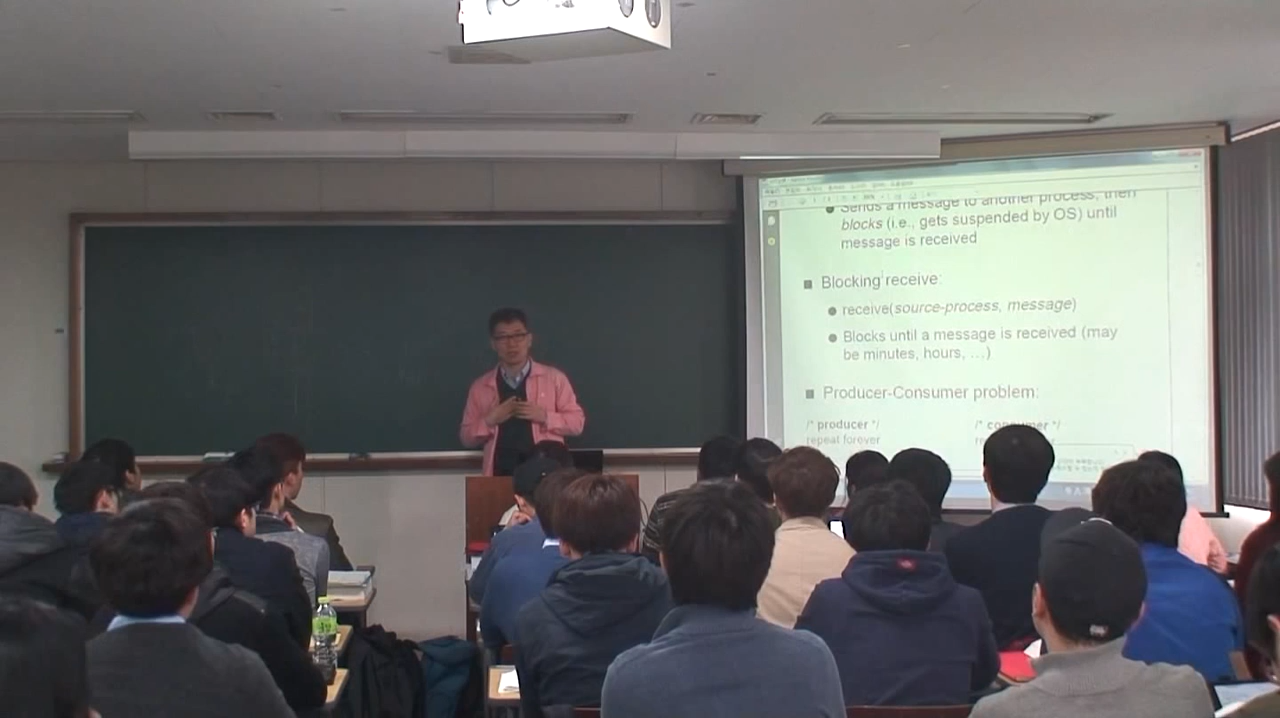 Sends a message to another process, then
blocks (i.e., gets suspended by OS) until
message is received
Blocking receive:
receive(source-process, message)
Blocks until a message is received (may
be minutes, hours, …)
Producer-Consumer problem:
/* producer */
repeat forever
/* consumer */